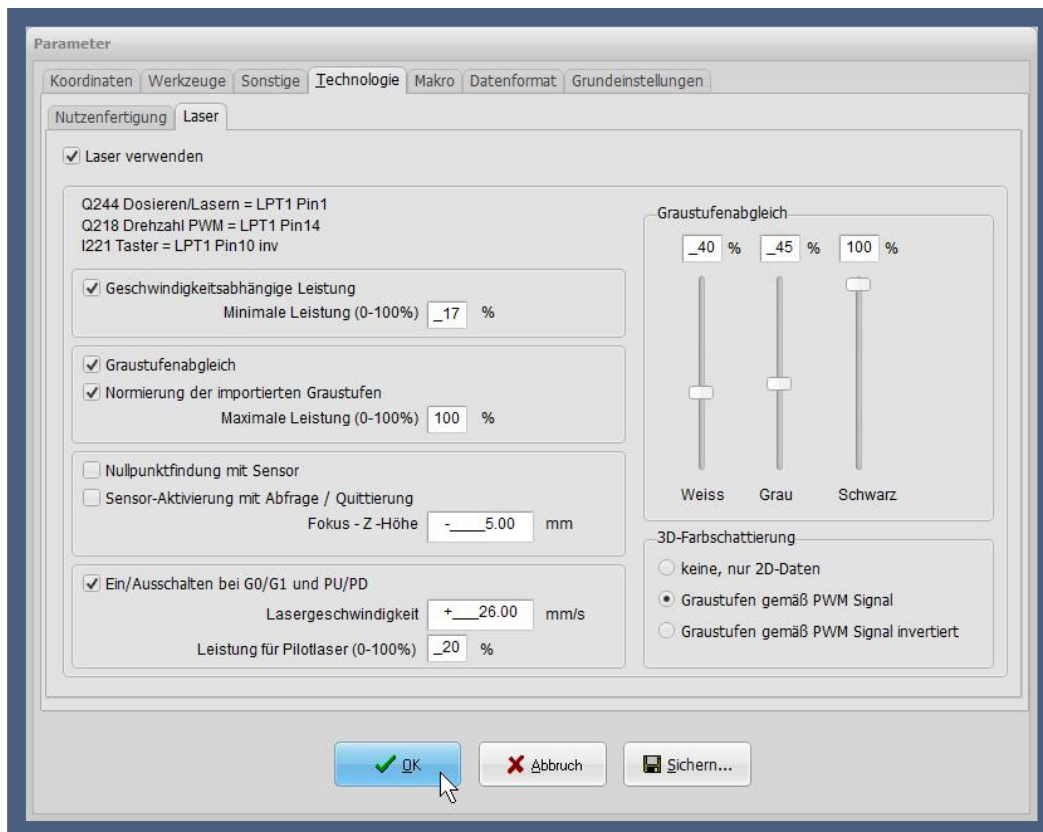 Parameter
Koordinaten Werkzeuge Sonstige Technologie Makro Datenformat Grundeinstellungen
Nutzenfertigung Laser
Laser verwenden
Q244 Dosieren/Lasern = LPT1 Pin1
Q218 Drehzahl PWM = LPT1 Pin14
I221 Taster = LPT1 Pin10 inv
Geschwindigkeitsabhängige Leistung
Minimale Leistung (0-100%) _17 %
Graustufenabgleich
Normierung der importierten Graustufen
Maximale Leistung (0-100%) 100 %
Nullpunktfindung mit Sensor
Sensor-Aktivierung mit Abfrage / Quittierung
Fokus - Z -Höhe -____5.00 mm
Ein/Ausschalten bei G0/G1 und PU/PD
Lasergeschwindigkeit +___26.00 mm/s
Leistung für Pilotlaser (0-100%) _20 %
Graustufenabgleich
_40 % _45 % 100 %
Weiss Grau Schwarz
3D-Farbschattierung
keine, nur 2D-Daten
Graustufen gemäß PWM Signal
Graustufen gemäß PWM Signal invertiert
OK Abbruch Sichern...